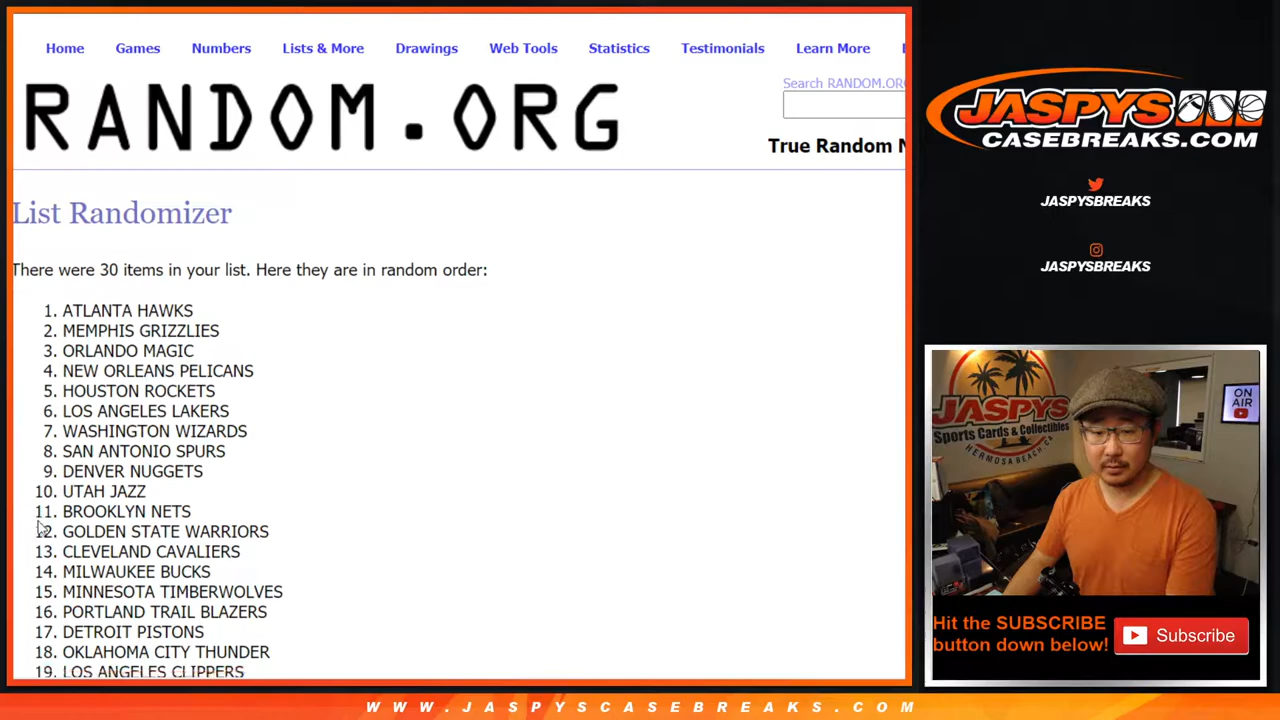 Home Games Numbers Lists & More Drawings Web Tools Statistics Testimonials Learn More
RANDOM.ORG
Search RANDOM.ORG
True Random N
List Randomizer
There were 30 items in your list. Here they are in random order:
1. ATLANTA HAWKS
2. MEMPHIS GRIZZLIES
3. ORLANDO MAGIC
4. NEW ORLEANS PELICANS
5. HOUSTON ROCKETS
6. LOS ANGELES LAKERS
7. WASHINGTON WIZARDS
8. SAN ANTONIO SPURS
9. DENVER NUGGETS
10. UTAH JAZZ
11. BROOKLYN NETS
12. GOLDEN STATE WARRIORS
13. CLEVELAND CAVALIERS
14. MILWAUKEE BUCKS
15. MINNESOTA TIMBERWOLVES
16. PORTLAND TRAIL BLAZERS
17. DETROIT PISTONS
18. OKLAHOMA CITY THUNDER
19. LOS ANGELES CLIPPERS
JASPYS
CASEBREAKS.COM
JASPYSBREAKS
JASPYSBREAKS
JASPYS
Sports Cards & Collectibles
HERMOSA BEACH, CA
ON
AIR
Hit the SUBSCRIBE
button down below!
Subscribe
WWW.JASPYSCASEBREAKS.COM